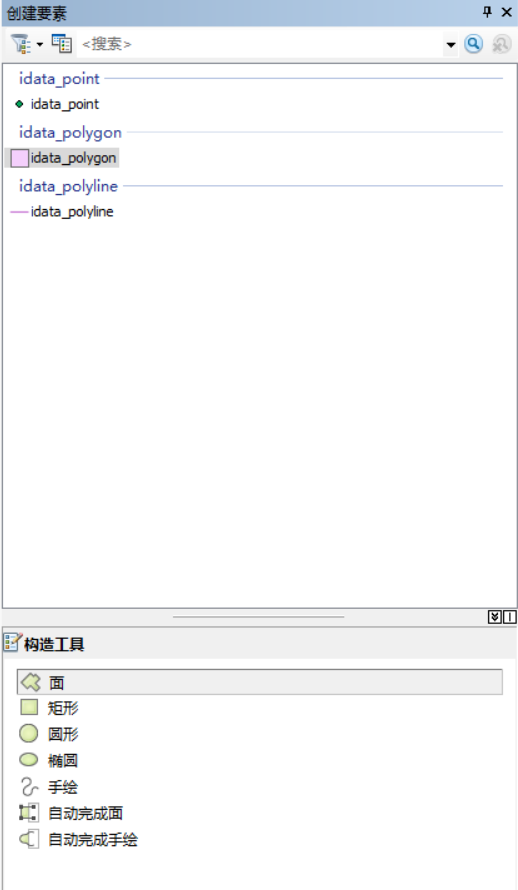 创建要素
<搜索>
idata_point
idata_point
idata_polygon
idata_polygon
idata_polyline
idata_polyline
构造工具
面
矩形
圆形
椭圆
手绘
自动完成面
自动完成手绘